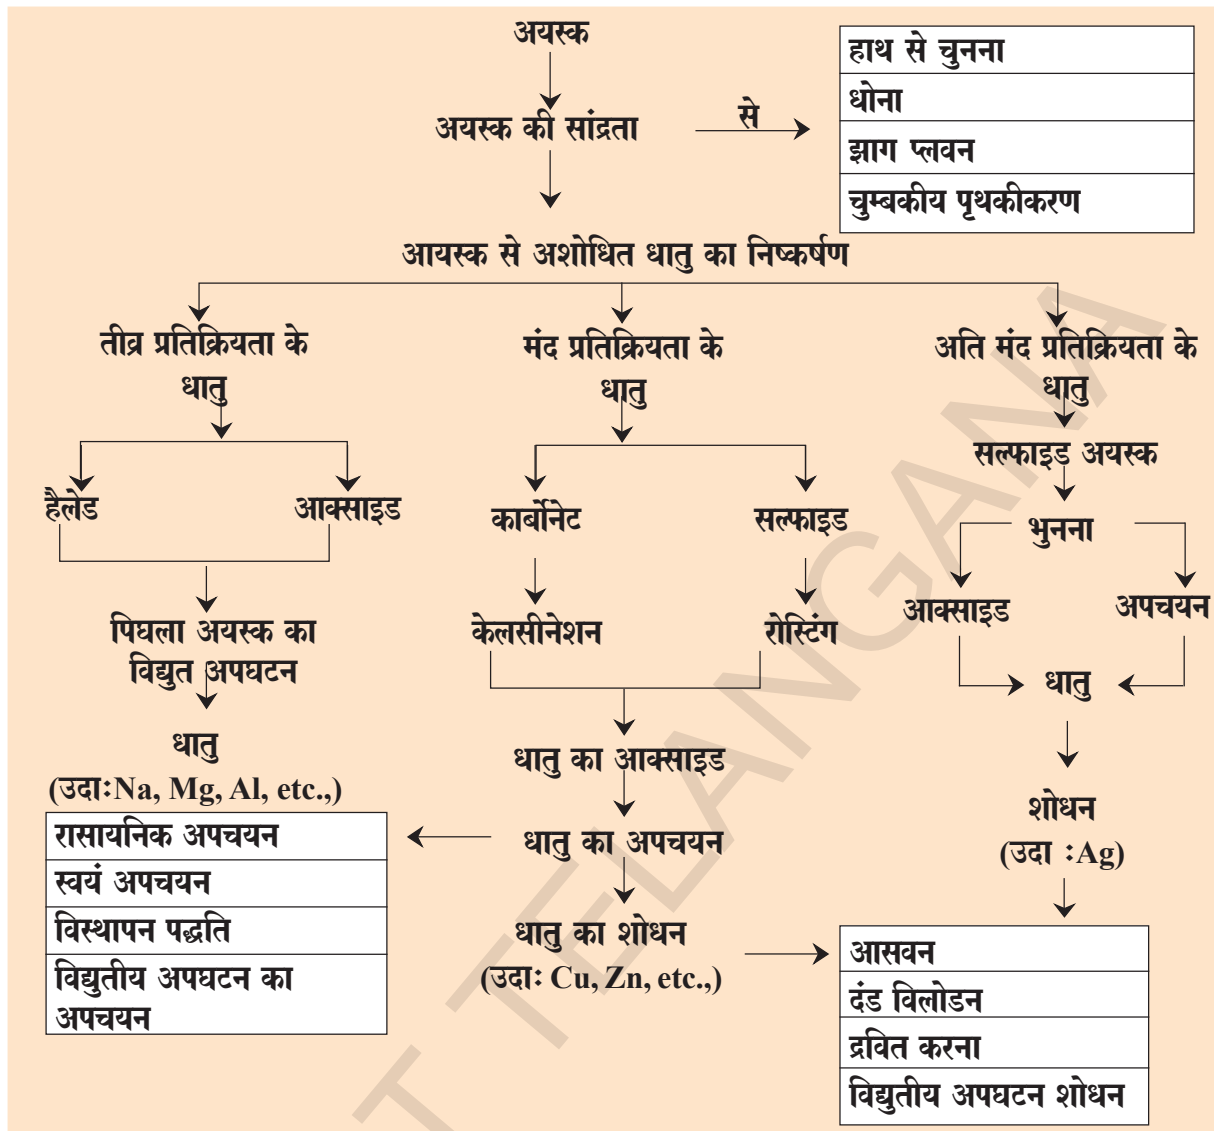 अयस्क
अयस्क की सांद्रता
से
हाथ से चुनना
धोना
झाग प्लवन
चुम्बकीय पृथकीकरण
आयस्क से अशोधित धातु का निष्कर्षण
तीव्र प्रतिक्रियता के
धातु
हैलेड
आक्साइड
पिघला अयस्क का
विद्युत अपघटन
धातु
(उदाः Na, Mg, Al, etc.,)
मंद प्रतिक्रियता के
धातु
कार्बोनेट
सल्फाइड
केलसीनेशन
रोस्टिंग
धातु का आक्साइड
धातु का अपचयन
रासायनिक अपचयन
स्वयं अपचयन
विस्थापन पद्धति
विद्युतीय अपघटन का
अपचयन
धातु का शोधन
(उदाः Cu, Zn, etc.,)
अति मंद प्रतिक्रियता के
धातु
सल्फाइड अयस्क
भुनना
आक्साइड
अपचयन
धातु
शोधन
(उदा ः Ag)
आसवन
दंड विलोडन
द्रवित करना
विद्युतीय अपघटन शोधन
T TELANGANA